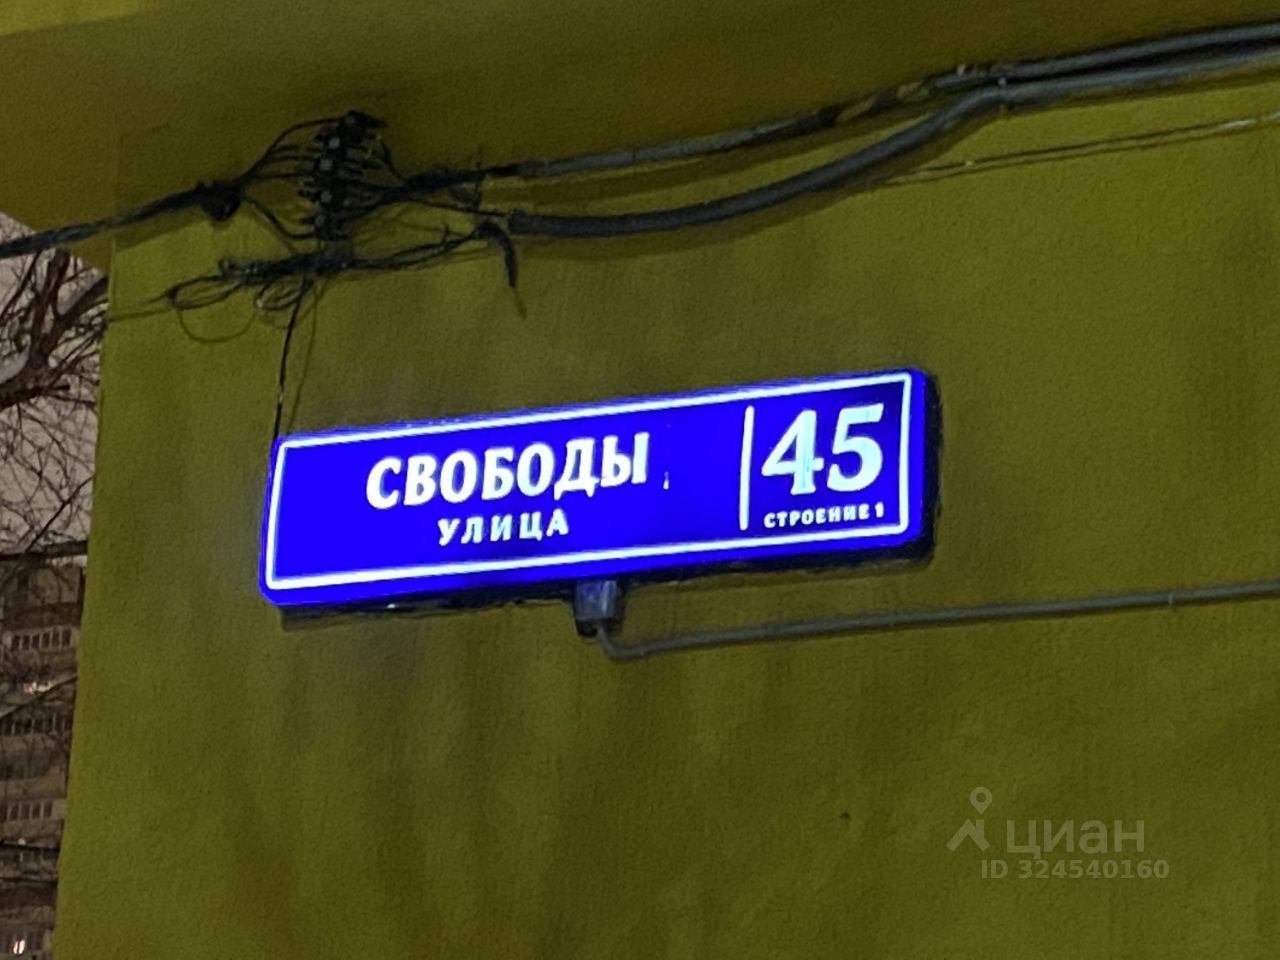 СВОБОДЫ
УЛИЦА
45
СТРОЕНИЕ 1
циан
ID 324540160